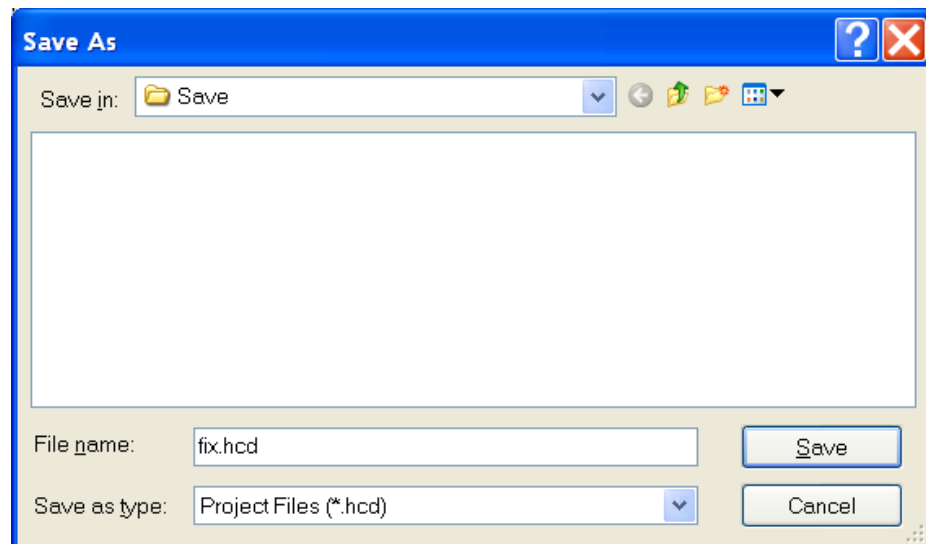 Save As
Save in: Save
File name: fix.hcd Save
Save as type: Project Files (*.hcd) Cancel